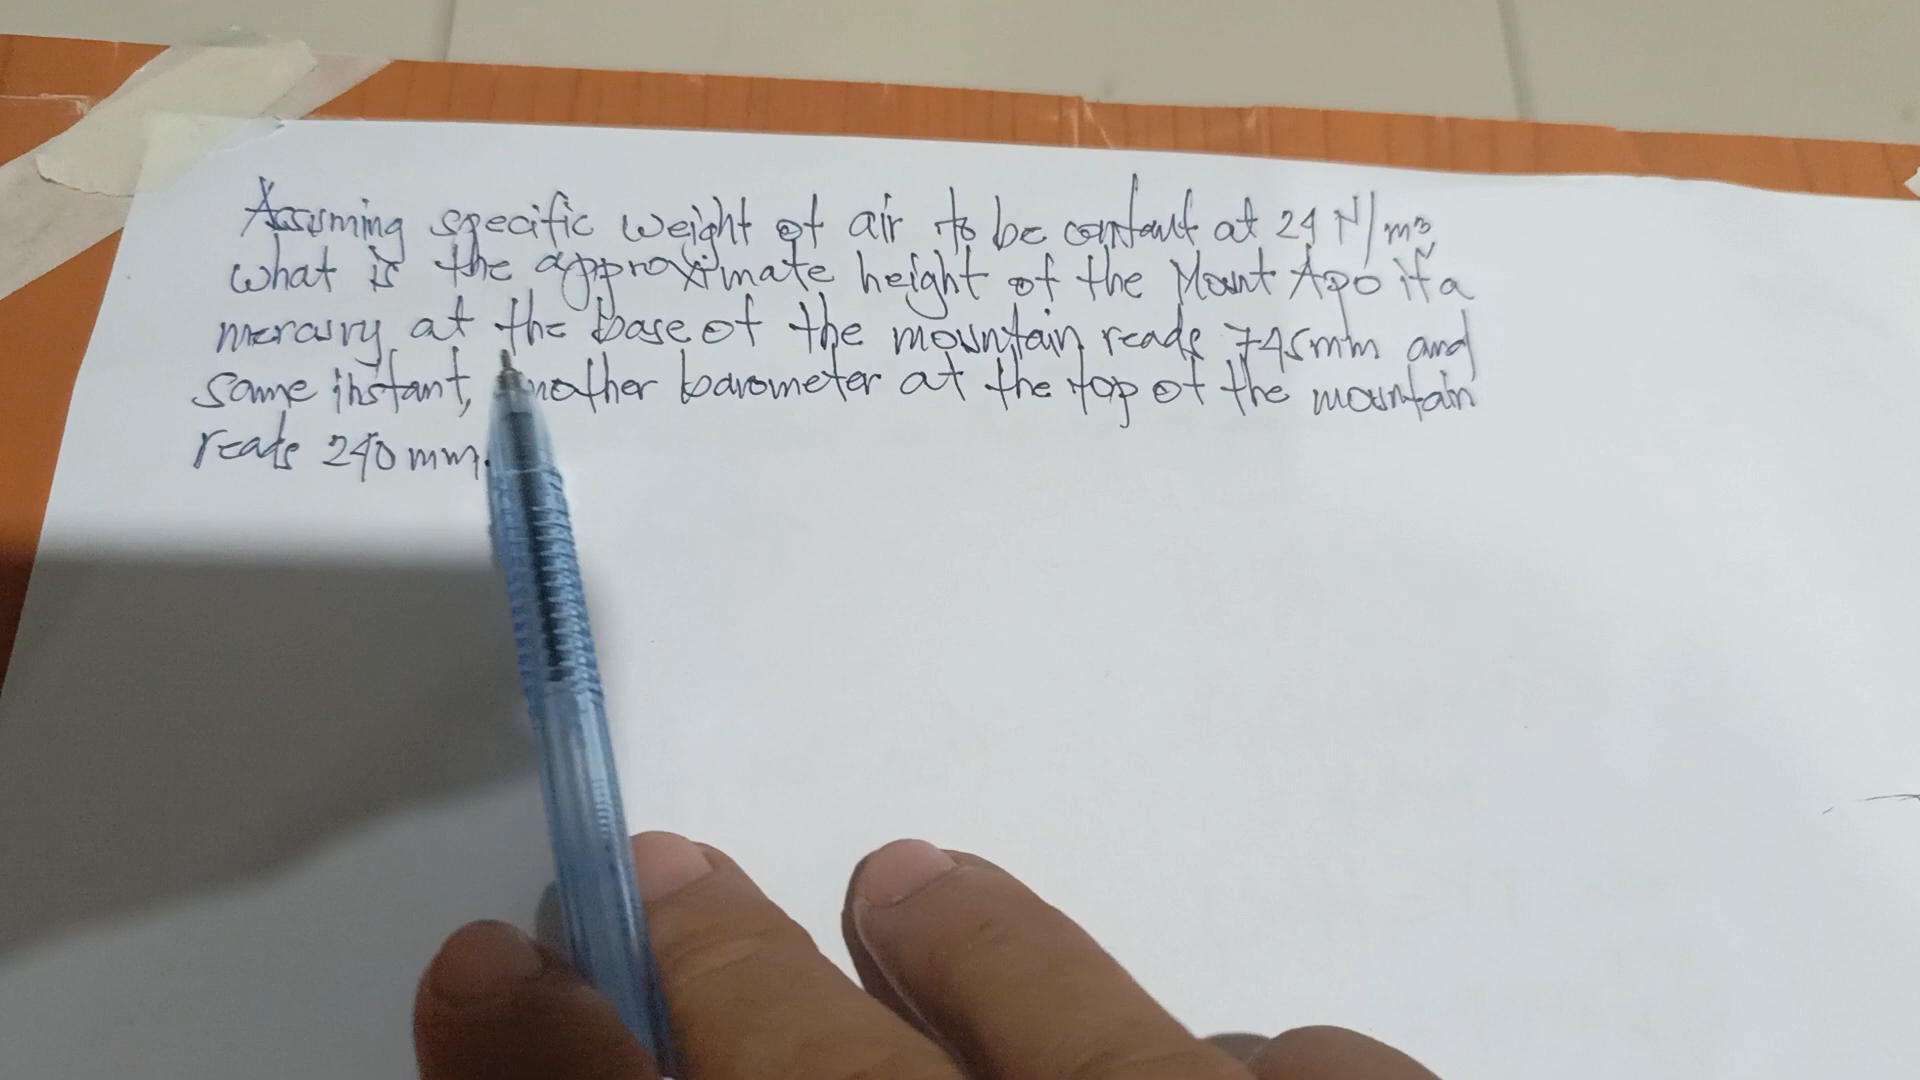 Assuming specific weight of air to be constant at 24 N/m³,
what is the approximate height of the Mount Apo if a
mercury at the base of the mountain reads 745mm and
same instant, another barometer at the top of the mountain
reads 240 mm.